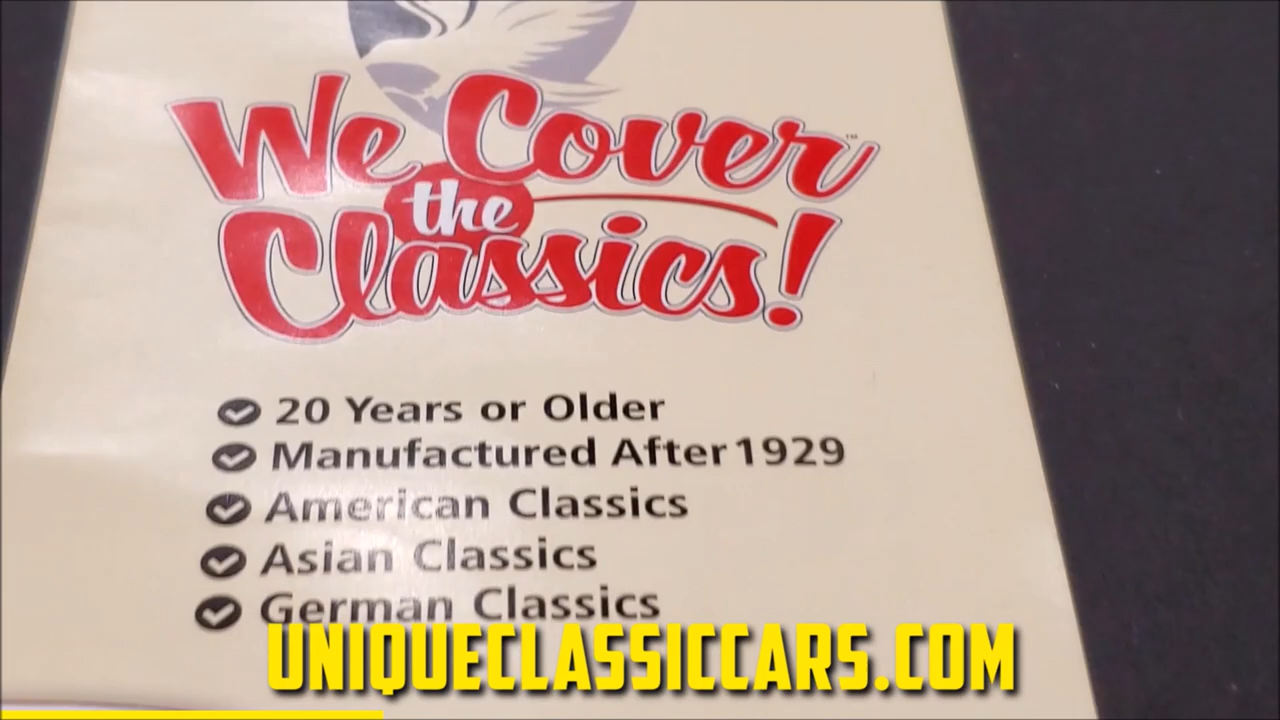 We Cover
the
Classics!
20 Years or Older
Manufactured After 1929
American Classics
Asian Classics
German Classics
UNIQUECLASSICCARS.COM